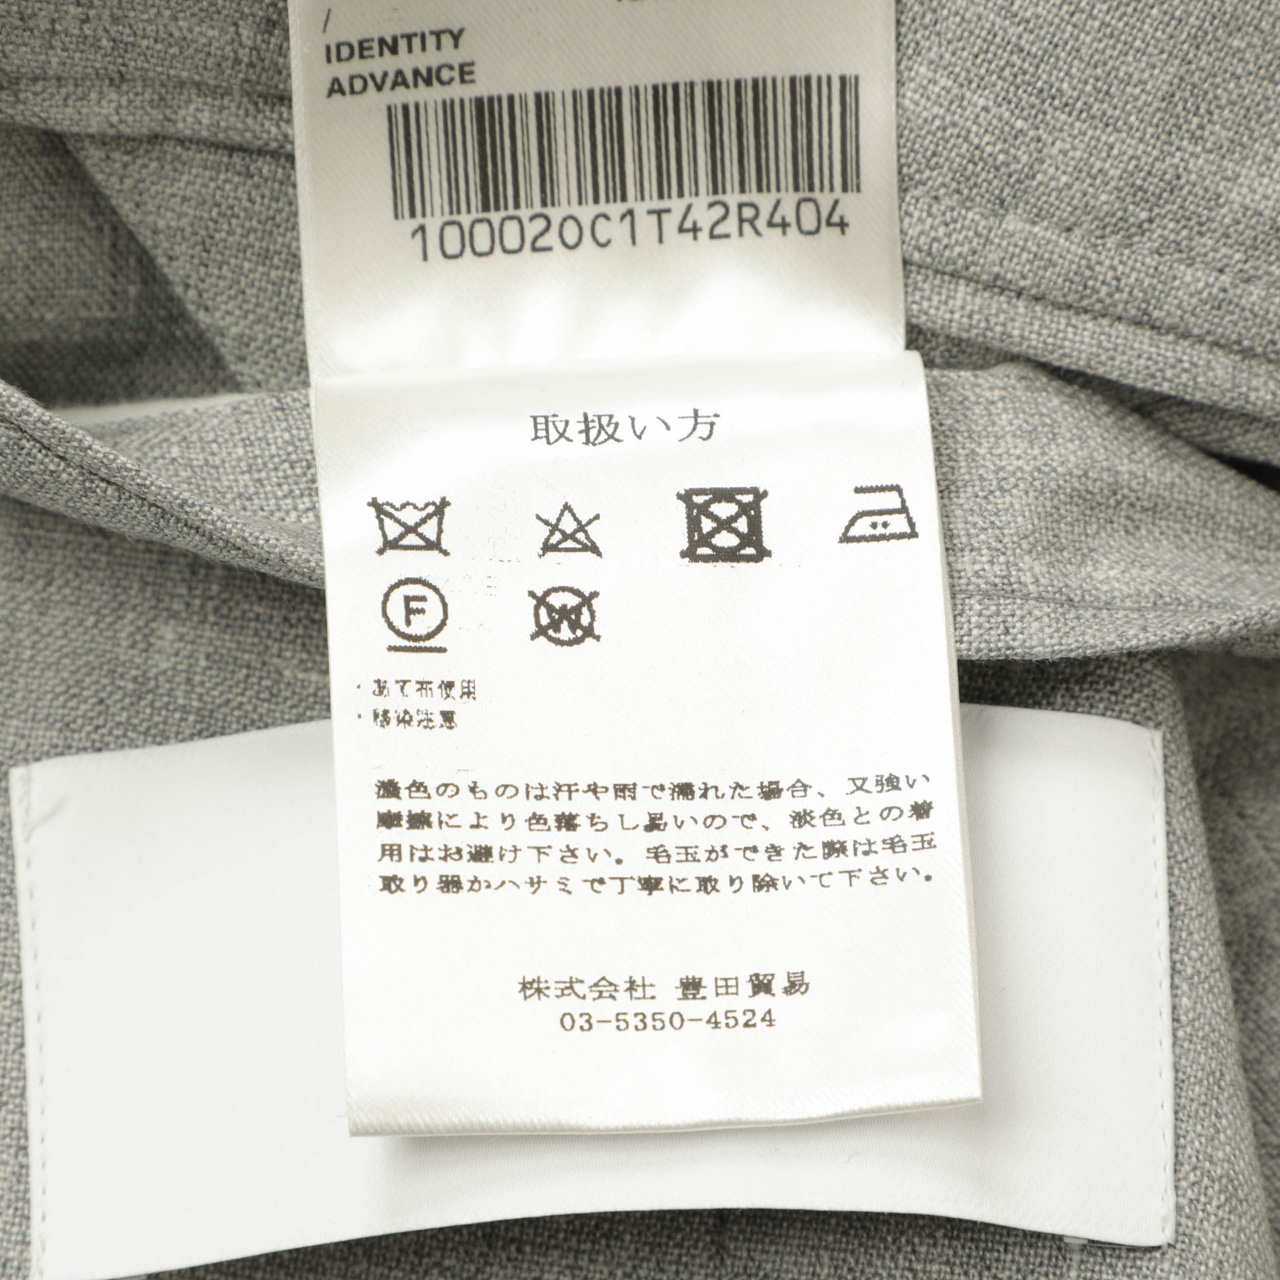 /
IDENTITY
ADVANCE
100020C1T42R404
取扱い方
F
W
・あて布使用
・移染注意
淡色のものは汗や雨で濡れた場合、又強い
摩擦により色落ちし易いので、淡色との着
用はお避け下さい。毛玉ができた際は毛玉
取り器かハサミで丁寧に取り除いて下さい。
株式会社 豊田貿易
03-5350-4524